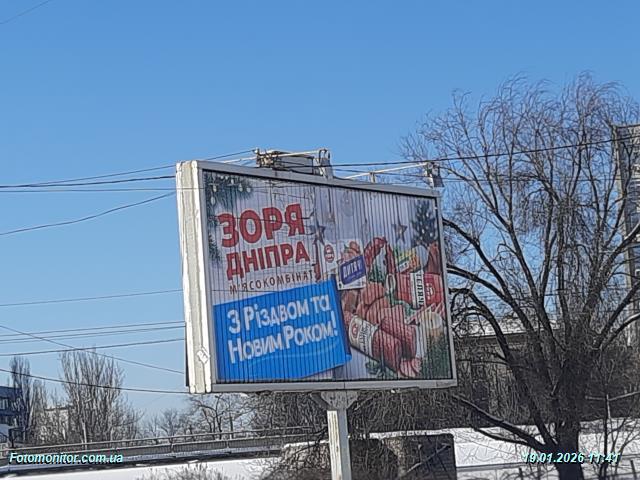 ЗОРЯ
ДНІПРА
М'ЯСОКОМБІНАТ
З Різдвом та
Новим Роком!
Fotomonitor.com.ua
19.01.2026 11:41